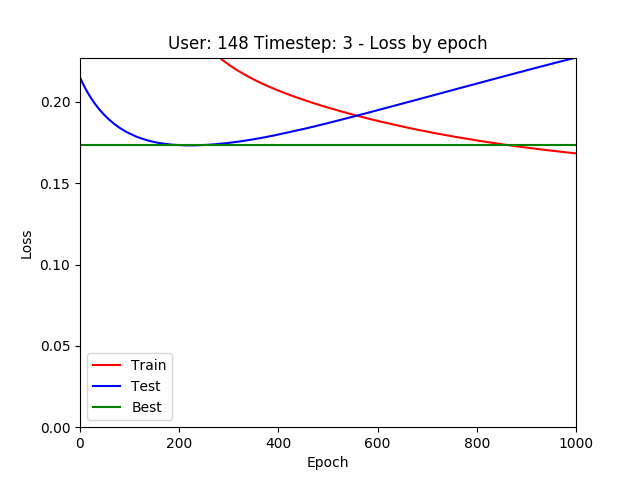 User: 148 Timestep: 3 - Loss by epoch
Loss
0.20
0.15
0.10
0.05
0.00
Train
Test
Best
0 200 400 600 800 1000
Epoch